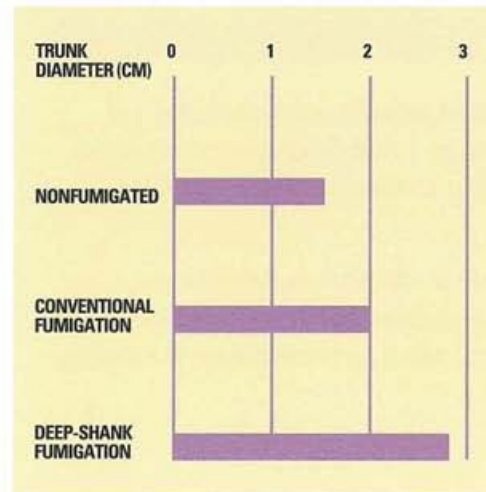 TRUNK 0 1 2 3
DIAMETER (CM)
NONFUMIGATED
CONVENTIONAL
FUMIGATION
DEEP-SHANK
FUMIGATION